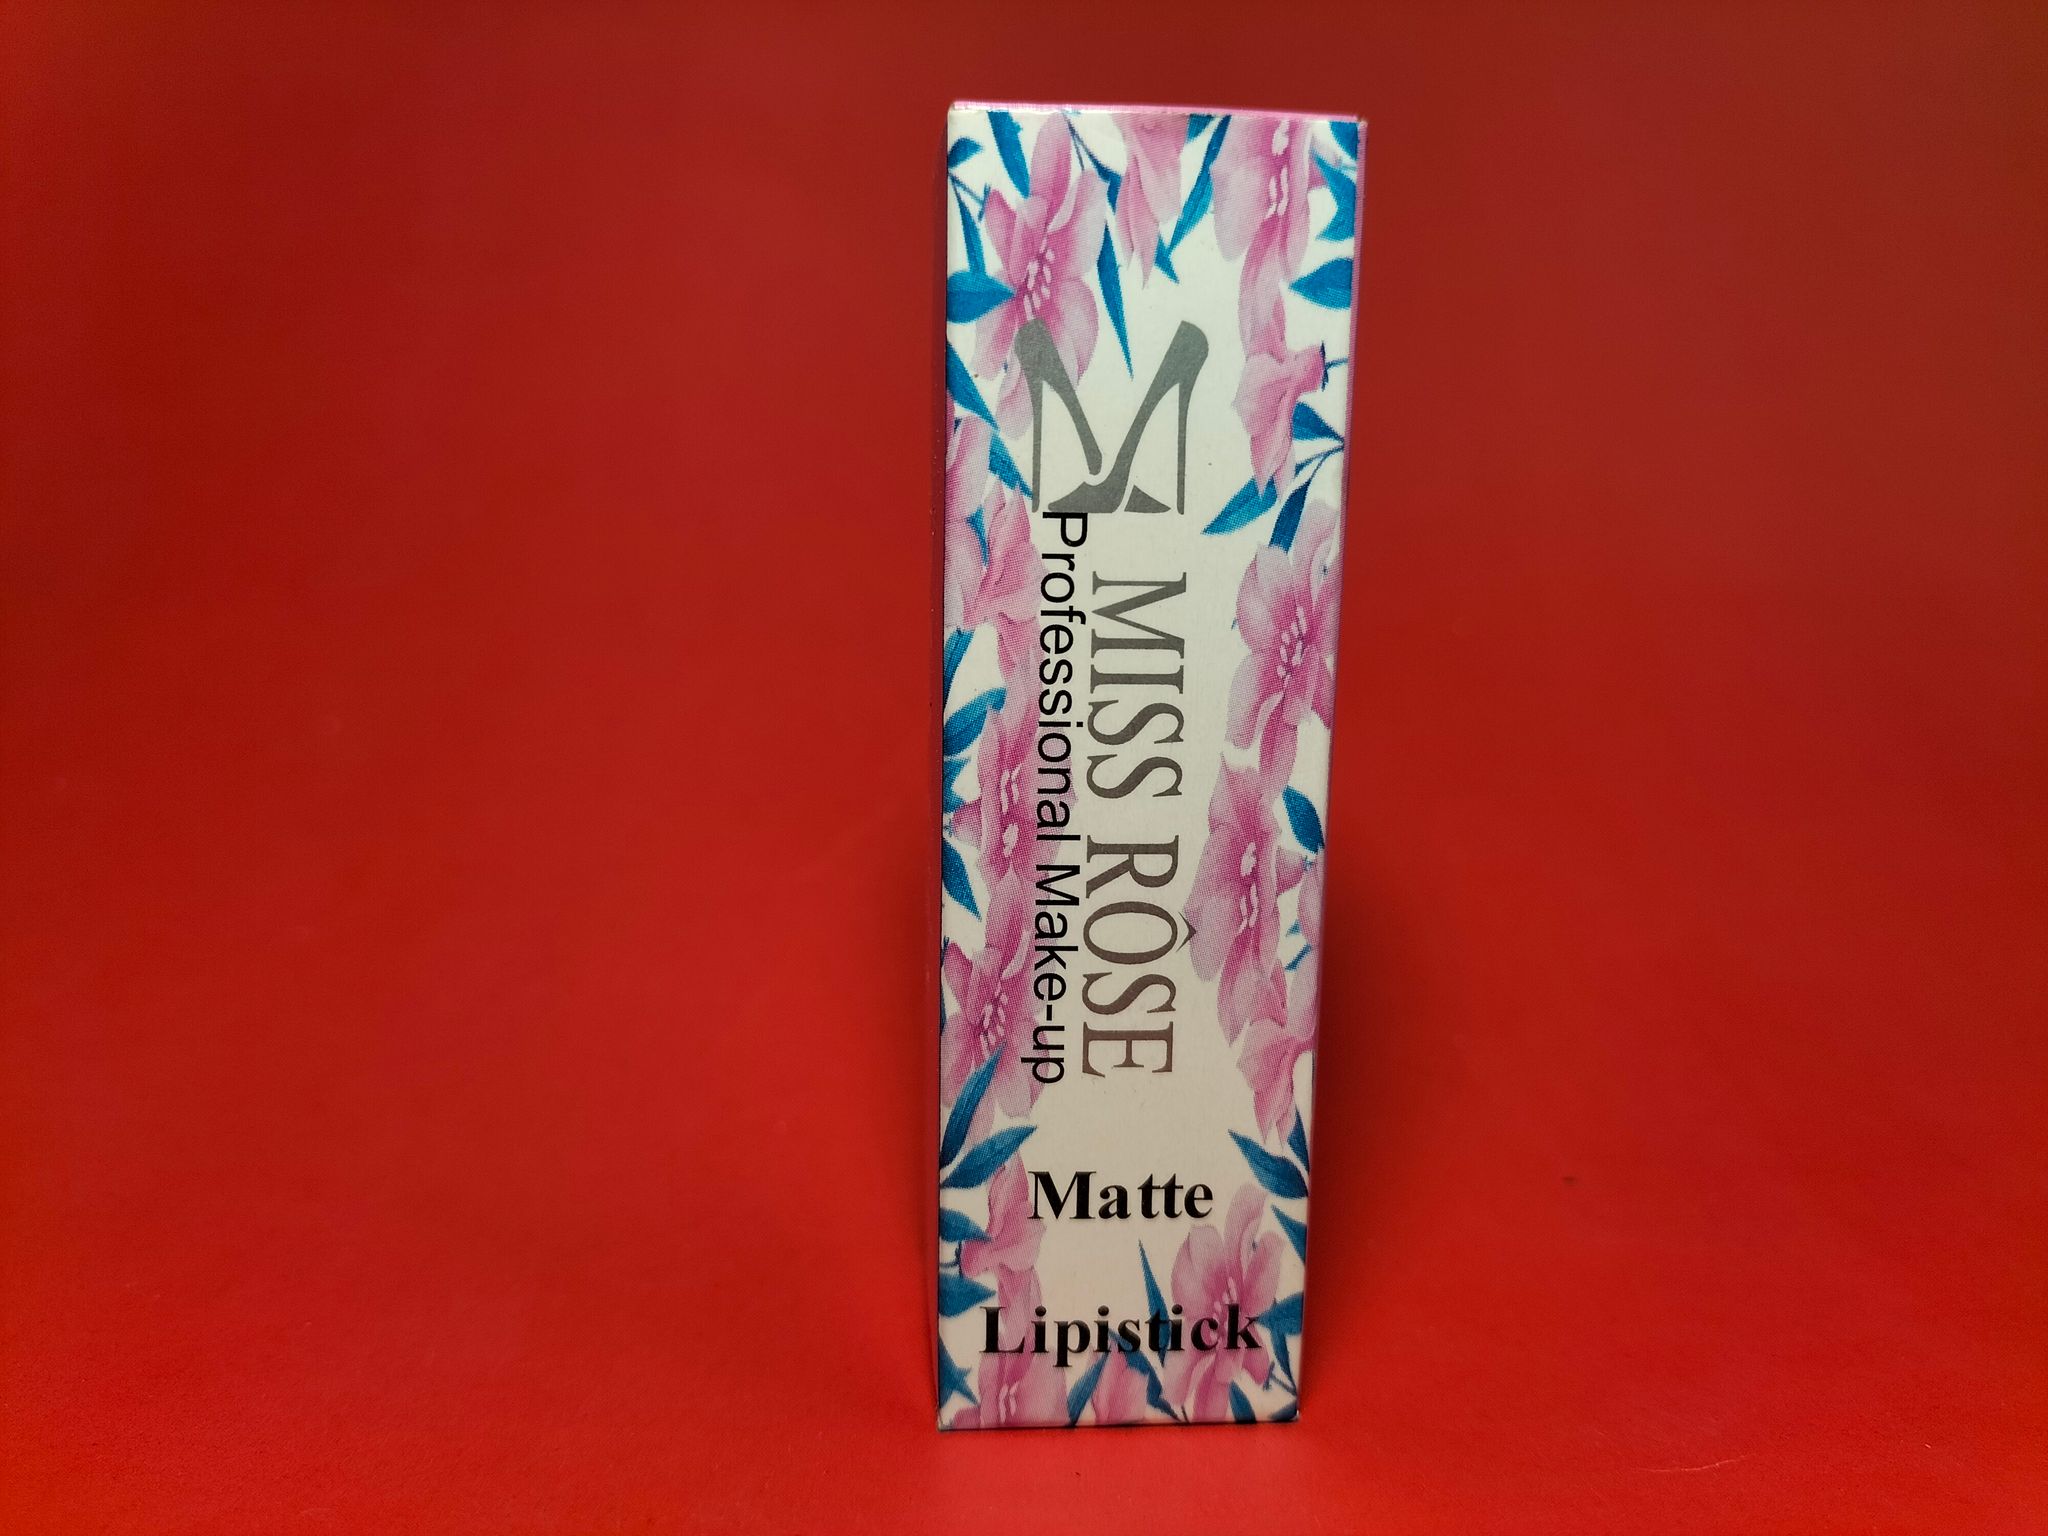 MISS RÔSE
Professional Make-up
Matte
Lipistick